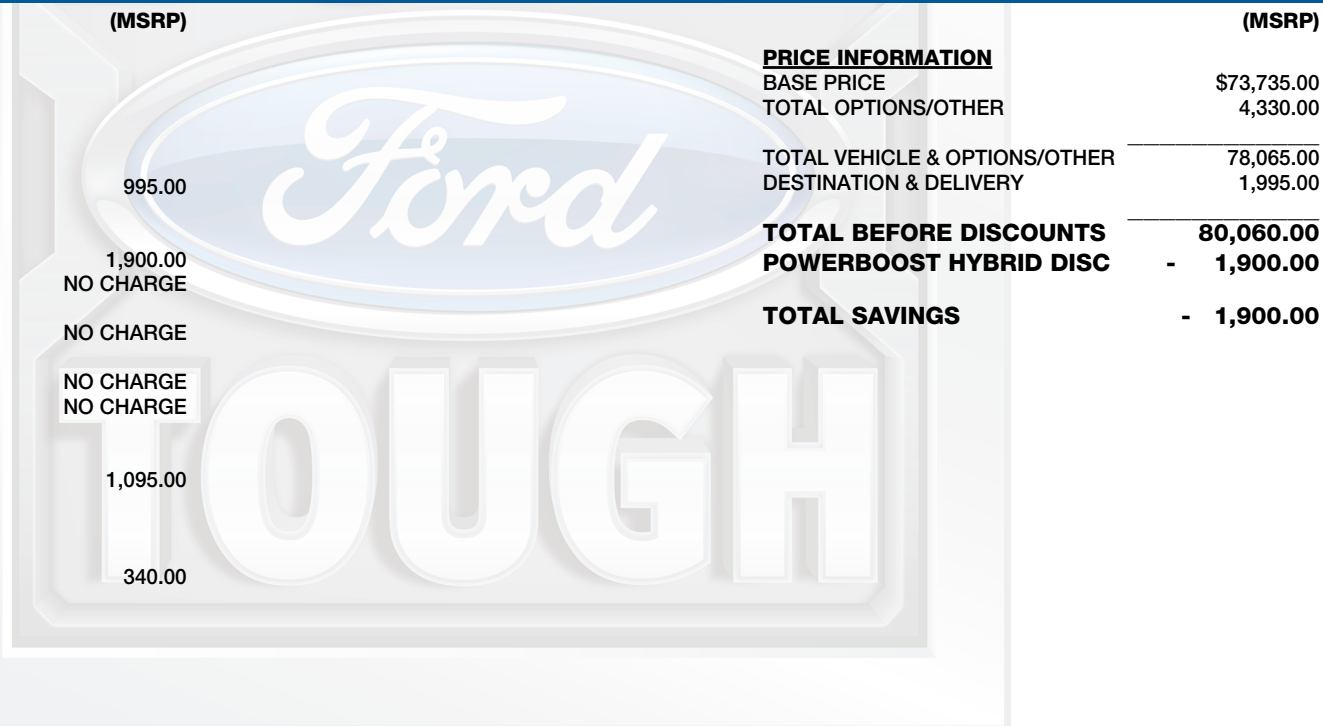 (MSRP)
995.00
1,900.00
NO CHARGE
NO CHARGE
NO CHARGE
NO CHARGE
1,095.00
340.00
(MSRP)
PRICE INFORMATION
BASE PRICE $73,735.00
TOTAL OPTIONS/OTHER 4,330.00
TOTAL VEHICLE & OPTIONS/OTHER 78,065.00
DESTINATION & DELIVERY 1,995.00
TOTAL BEFORE DISCOUNTS 80,060.00
POWERBOOST HYBRID DISC - 1,900.00
TOTAL SAVINGS - 1,900.00
Ford
TOUGH